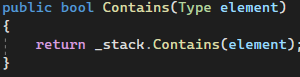 public bool Contains(Type element)
{
    return _stack.Contains(element);
}